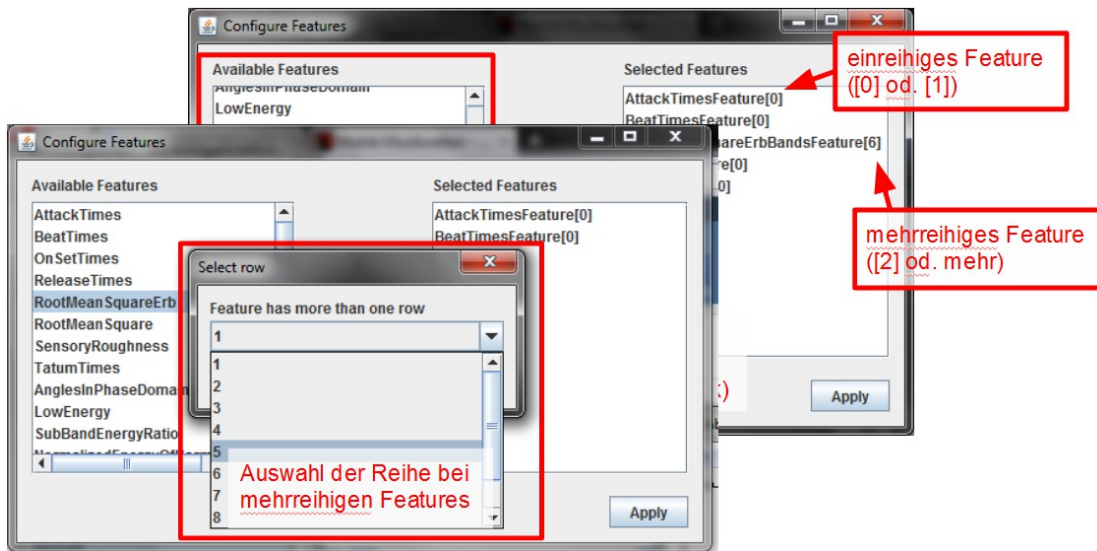 Configure Features
Available Features
LowEnergy
Selected Features
AttackTimesFeature[0]
BeatTimesFeature[0]
areErbBandsFeature[6]
e[0]
0]
Apply
einreihiges Feature
([0] od. [1])
mehrreihiges Feature
([2] od. mehr)
Configure Features
Available Features
AttackTimes
BeatTimes
OnSetTimes
ReleaseTimes
RootMeanSquareErb
RootMeanSquare
SensoryRoughness
TatumTimes
AnglesInPhaseDomain
LowEnergy
SubBandEnergyRatio
Selected Features
AttackTimesFeature[0]
BeatTimesFeature[0]
Select row
Feature has more than one row
1
1
2
3
4
5
6
7
8
Auswahl der Reihe bei
mehrreihigen Features
Apply